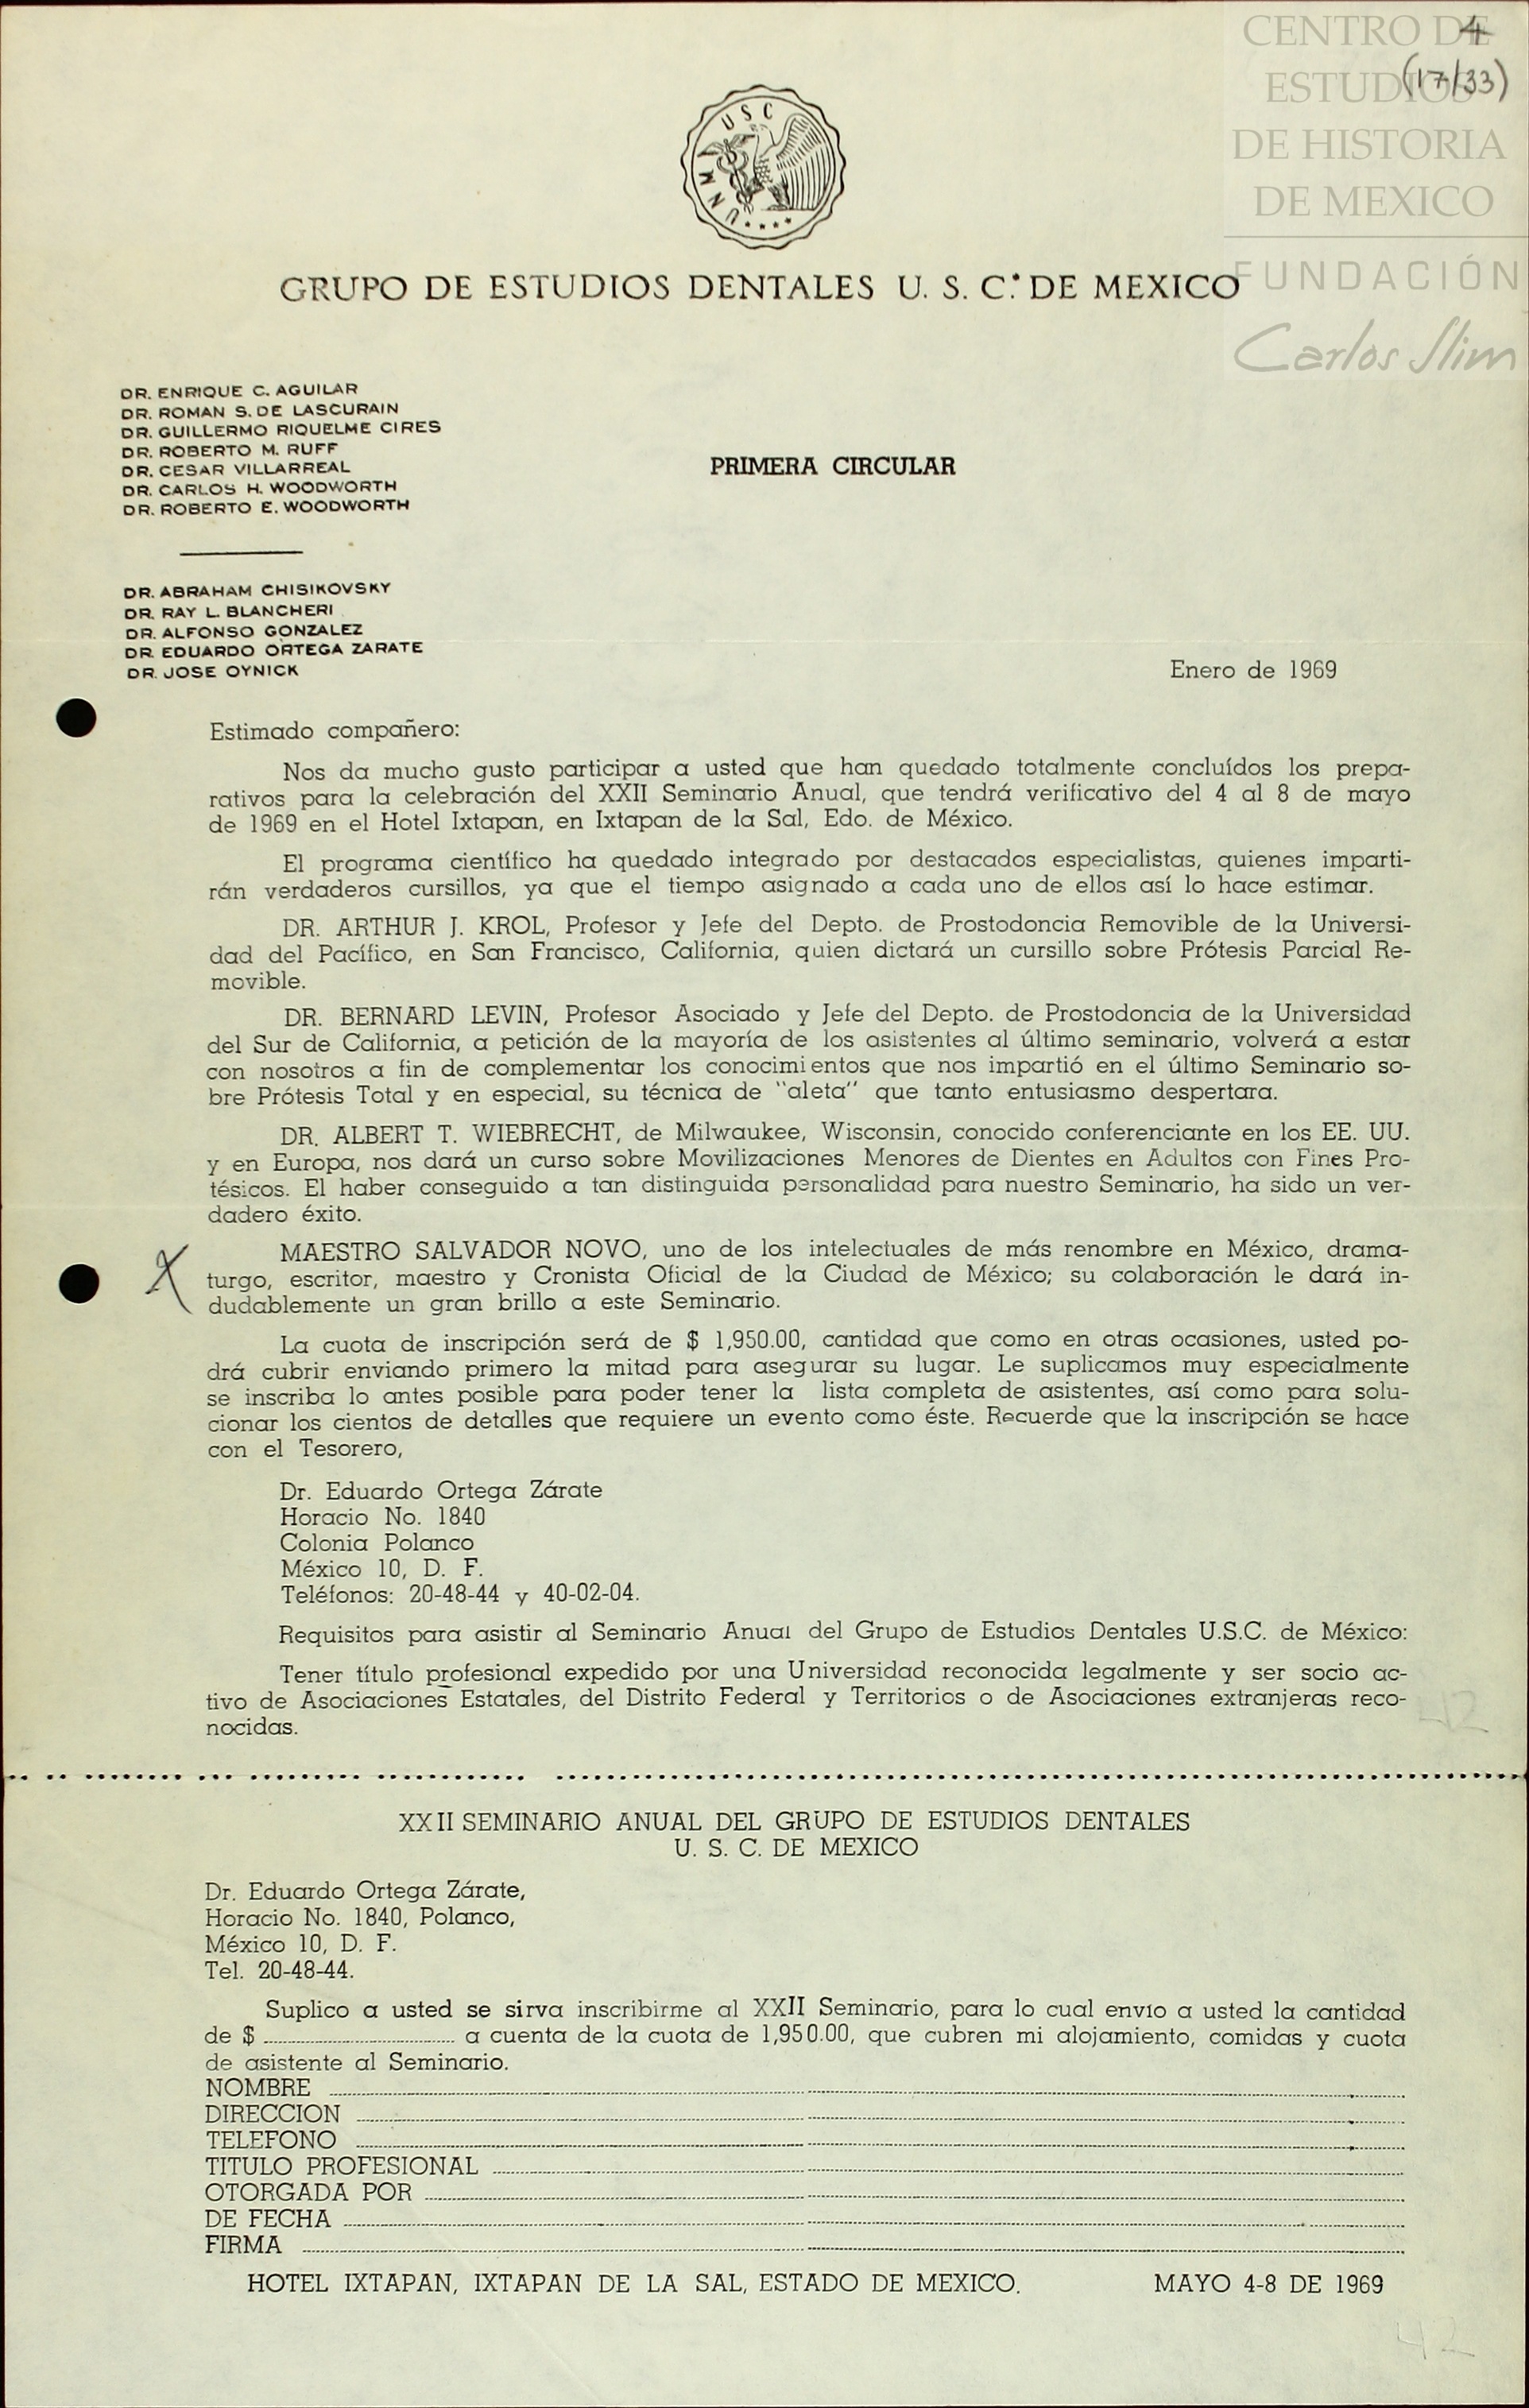 CENTRO DE
4
ESTUDIOS
(17/33)
DE HISTORIA
DE MEXICO
FUNDACIÓN
Carlos Slim
USC
UNM
GRUPO DE ESTUDIOS DENTALES U. S. C. DE MEXICO
DR. ENRIQUE C. AGUILAR
DR. ROMAN S. DE LASCURAIN
DR. GUILLERMO RIQUELME CIRES
DR. ROBERTO M. RUFF
DR. CESAR VILLARREAL
DR. CARLOS H. WOODWORTH
DR. ROBERTO E. WOODWORTH
PRIMERA CIRCULAR
DR. ABRAHAM CHISIKOVSKY
DR. RAY L. BLANCHERI
DR. ALFONSO GONZALEZ
DR. EDUARDO ORTEGA ZARATE
DR. JOSE OYNICK
Enero de 1969
Estimado compañero:
Nos da mucho gusto participar a usted que han quedado totalmente concluídos los prepa-
rativos para la celebración del XXII Seminario Anual, que tendrá verificativo del 4 al 8 de mayo
de 1969 en el Hotel Ixtapan, en Ixtapan de la Sal, Edo. de México.
El programa científico ha quedado integrado por destacados especialistas, quienes imparti-
rán verdaderos cursillos, ya que el tiempo asignado a cada uno de ellos así lo hace estimar.
DR. ARTHUR J. KROL, Profesor y Jefe del Depto. de Prostodoncia Removible de la Universi-
dad del Pacífico, en San Francisco, California, quien dictará un cursillo sobre Prótesis Parcial Re-
movible.
DR. BERNARD LEVIN, Profesor Asociado y Jefe del Depto. de Prostodoncia de la Universidad
del Sur de California, a petición de la mayoría de los asistentes al último seminario, volverá a estar
con nosotros a fin de complementar los conocimientos que nos impartió en el último Seminario so-
bre Prótesis Total y en especial, su técnica de "aleta" que tanto entusiasmo despertara.
DR. ALBERT T. WIEBRECHT, de Milwaukee, Wisconsin, conocido conferenciante en los EE. UU.
y en Europa, nos dará un curso sobre Movilizaciones Menores de Dientes en Adultos con Fines Pro-
tésicos. El haber conseguido a tan distinguida personalidad para nuestro Seminario, ha sido un ver-
dadero éxito.
X MAESTRO SALVADOR NOVO, uno de los intelectuales de más renombre en México, drama-
turgo, escritor, maestro y Cronista Oficial de la Ciudad de México; su colaboración le dará in-
dudablemente un gran brillo a este Seminario.
La cuota de inscripción será de $ 1,950.00, cantidad que como en otras ocasiones, usted po-
drá cubrir enviando primero la mitad para asegurar su lugar. Le suplicamos muy especialmente
se inscriba lo antes posible para poder tener la lista completa de asistentes, así como para solu-
cionar los cientos de detalles que requiere un evento como éste. Recuerde que la inscripción se hace
con el Tesorero,
Dr. Eduardo Ortega Zárate
Horacio No. 1840
Colonia Polanco
México 10, D. F.
Teléfonos: 20-48-44 y 40-02-04.
Requisitos para asistir al Seminario Anual del Grupo de Estudios Dentales U.S.C. de México:
Tener título profesional expedido por una Universidad reconocida legalmente y ser socio ac-
tivo de Asociaciones Estatales, del Distrito Federal y Territorios o de Asociaciones extranjeras reco-
nocidas.
42
XXII SEMINARIO ANUAL DEL GRUPO DE ESTUDIOS DENTALES
U. S. C. DE MEXICO
Dr. Eduardo Ortega Zárate,
Horacio No. 1840, Polanco,
México 10, D. F.
Tel. 20-48-44.
Suplico a usted se sirva inscribirme al XXII Seminario, para lo cual envío a usted la cantidad
de $ a cuenta de la cuota de 1,950.00, que cubren mi alojamiento, comidas y cuota
de asistente al Seminario.
NOMBRE
DIRECCION
TELEFONO
TITULO PROFESIONAL
OTORGADA POR
DE FECHA
FIRMA
HOTEL IXTAPAN, IXTAPAN DE LA SAL, ESTADO DE MEXICO. MAYO 4-8 DE 1969
42